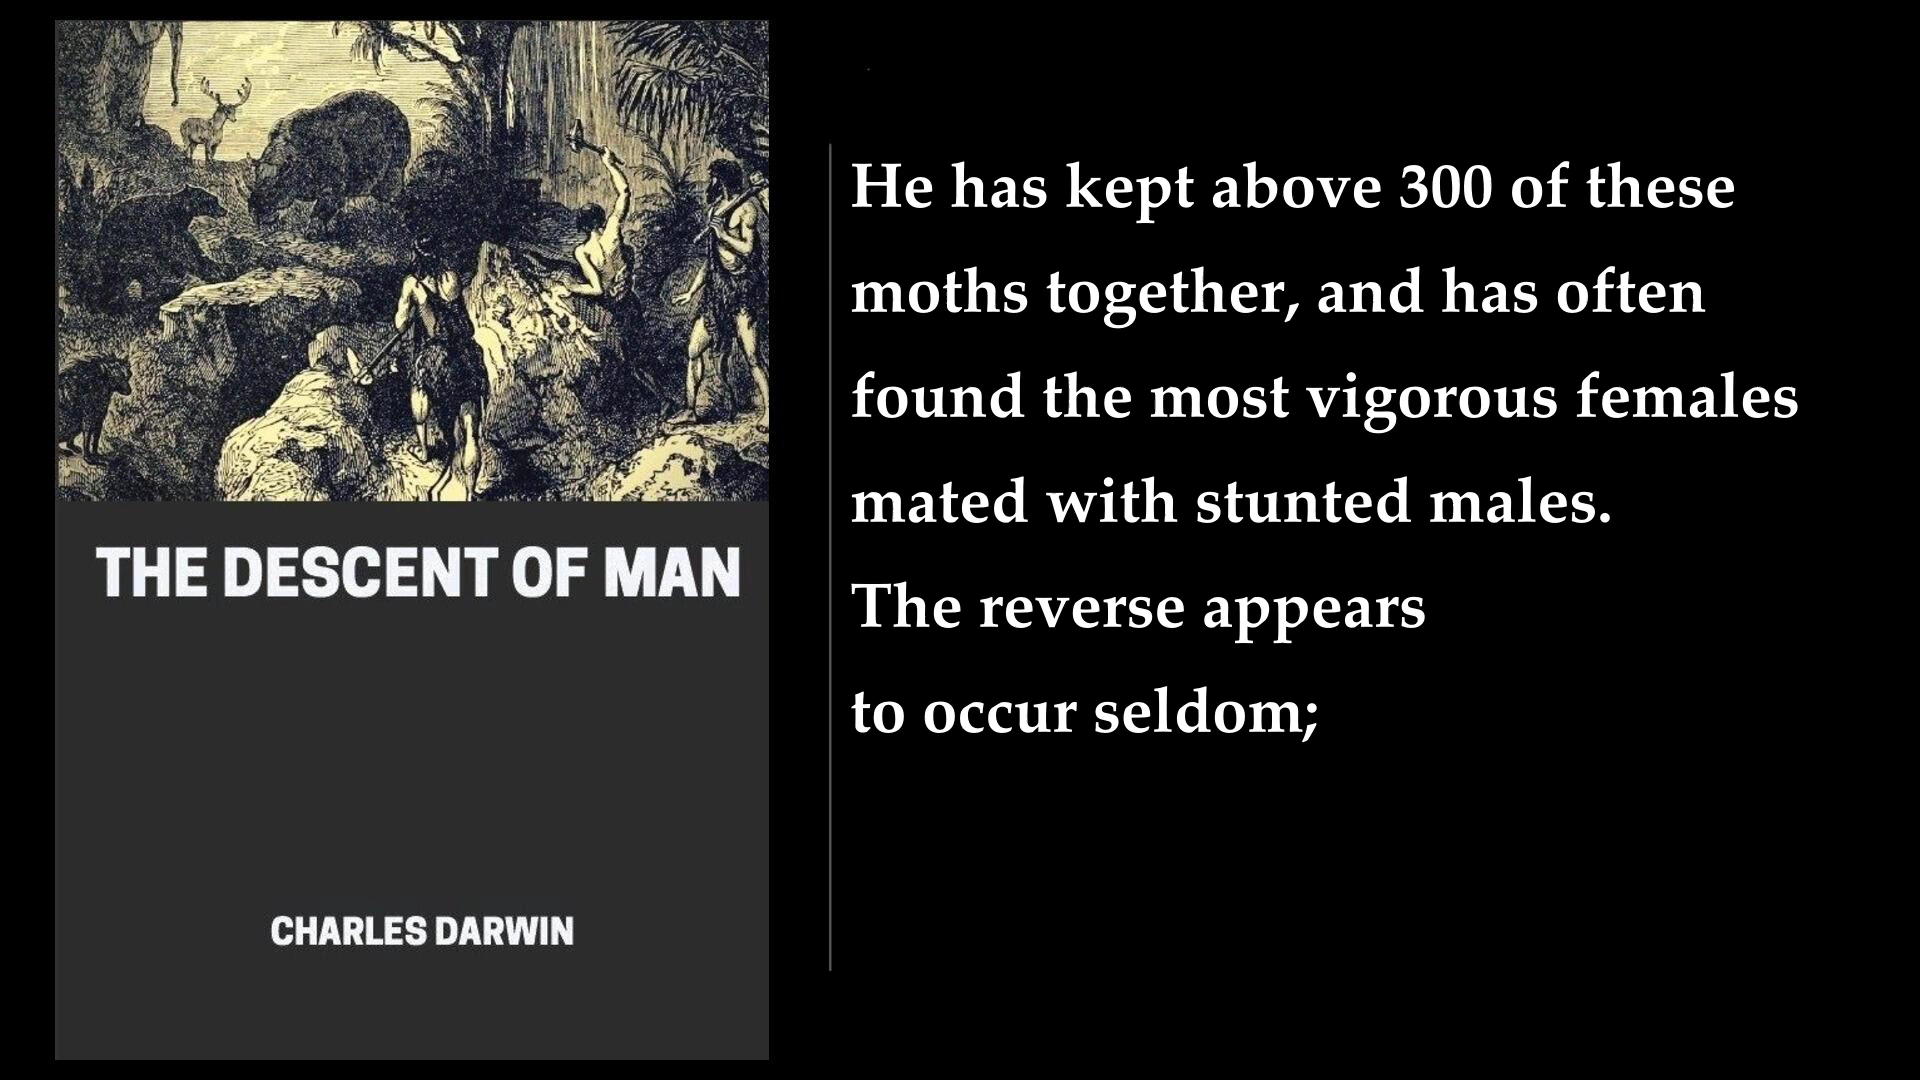 THE DESCENT OF MAN
CHARLES DARWIN
He has kept above 300 of these
moths together, and has often
found the most vigorous females
mated with stunted males.
The reverse appears
to occur seldom;